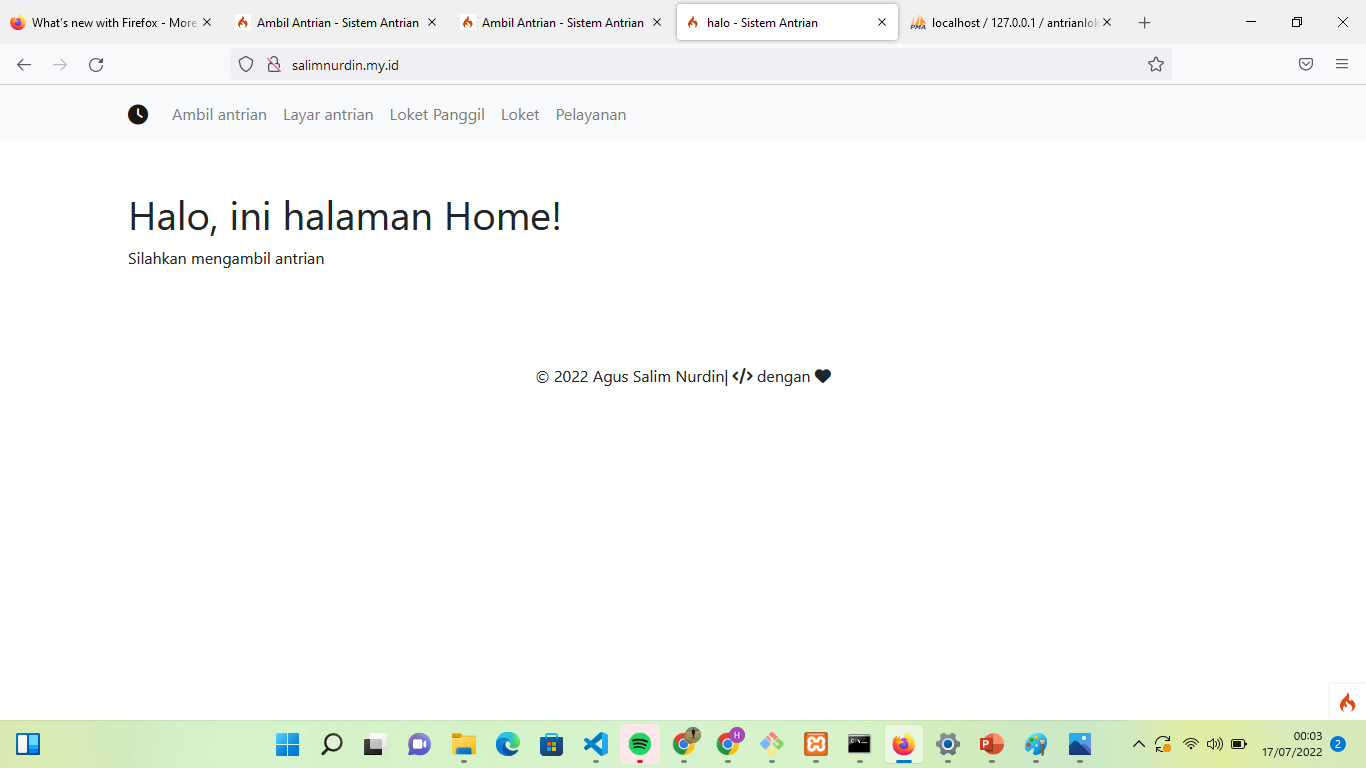 What's new with Firefox - More
Ambil Antrian - Sistem Antrian
Ambil Antrian - Sistem Antrian
halo - Sistem Antrian
localhost / 127.0.0.1 / antrianlok
salimnurdin.my.id
Ambil antrian
Layar antrian
Loket Panggil
Loket
Pelayanan
Halo, ini halaman Home!
Silahkan mengambil antrian
© 2022 Agus Salim Nurdin| </> dengan
00:03
17/07/2022
2